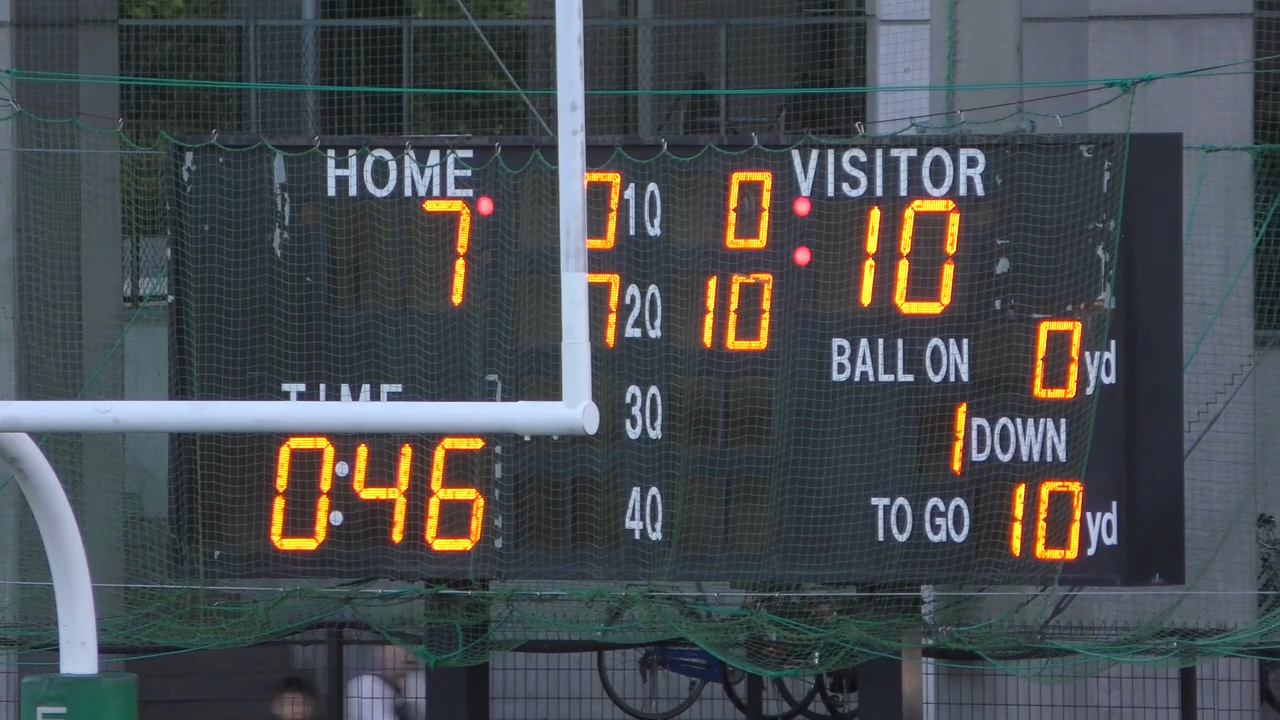 HOME VISITOR
7 0 1Q 0 10
7 2Q 10
BALL ON 0 yd
TIME 3Q
1 DOWN
0:46
4Q TO GO 10 yd
E